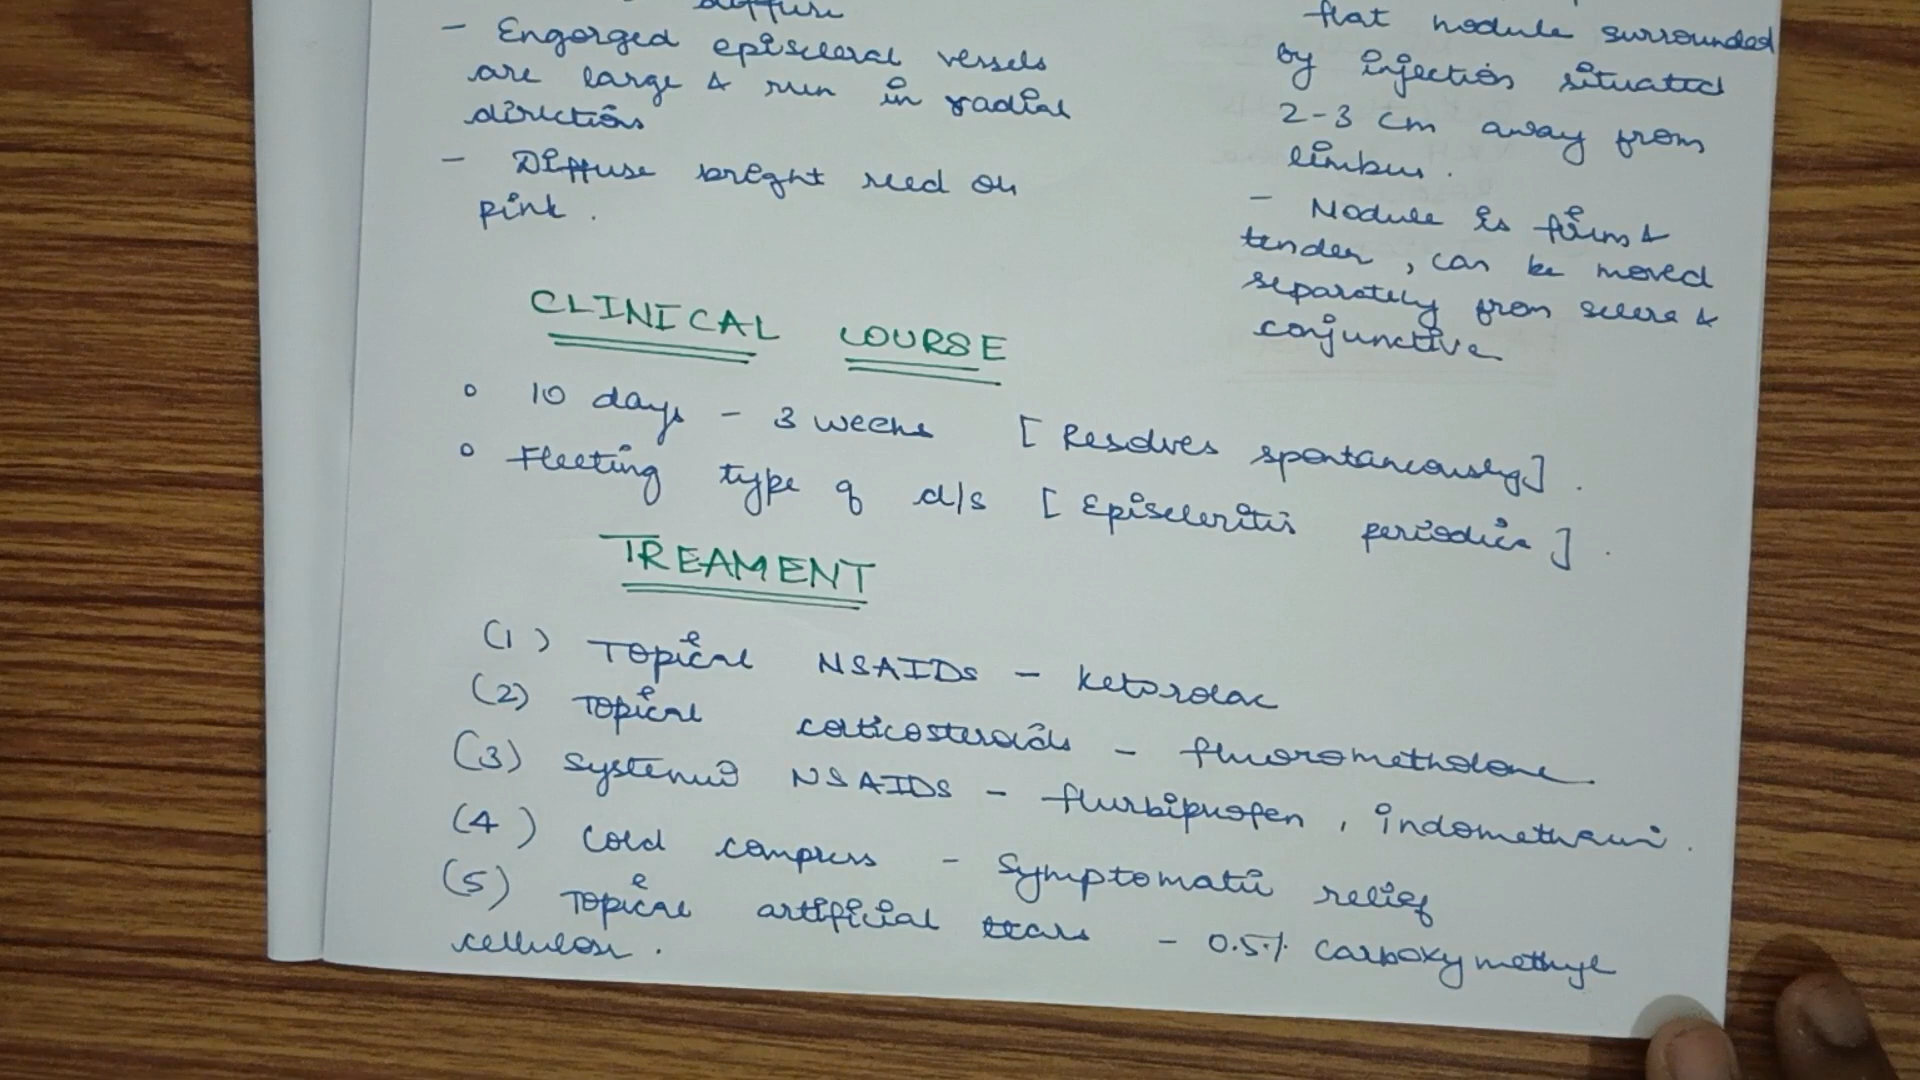 diffuse
- Engorged episcleral vessels
are large & run in radial
direction
- Diffuse bright red or
pink.
flat nodule surrounded
by injection situated
2-3 cm away from
limbus.
- Nodule is firm &
tender, can be moved
separately from sclera &
conjunctiva
CLINICAL COURSE
o 10 days - 3 weeks [Resolves spontaneously].
o Fleeting type of d/s [Episcleritis periodica].
TREAMENT
(1) Topical NSAIDs - ketorolac
(2) Topical corticosteroids - fluorometholone.
(3) Systemic NSAIDS - flurbiprofen, indomethacin.
(4) Cold compress - Symptomatic relief
(5) Topical artificial tears - 0.5% carboxymethyl
cellulose.